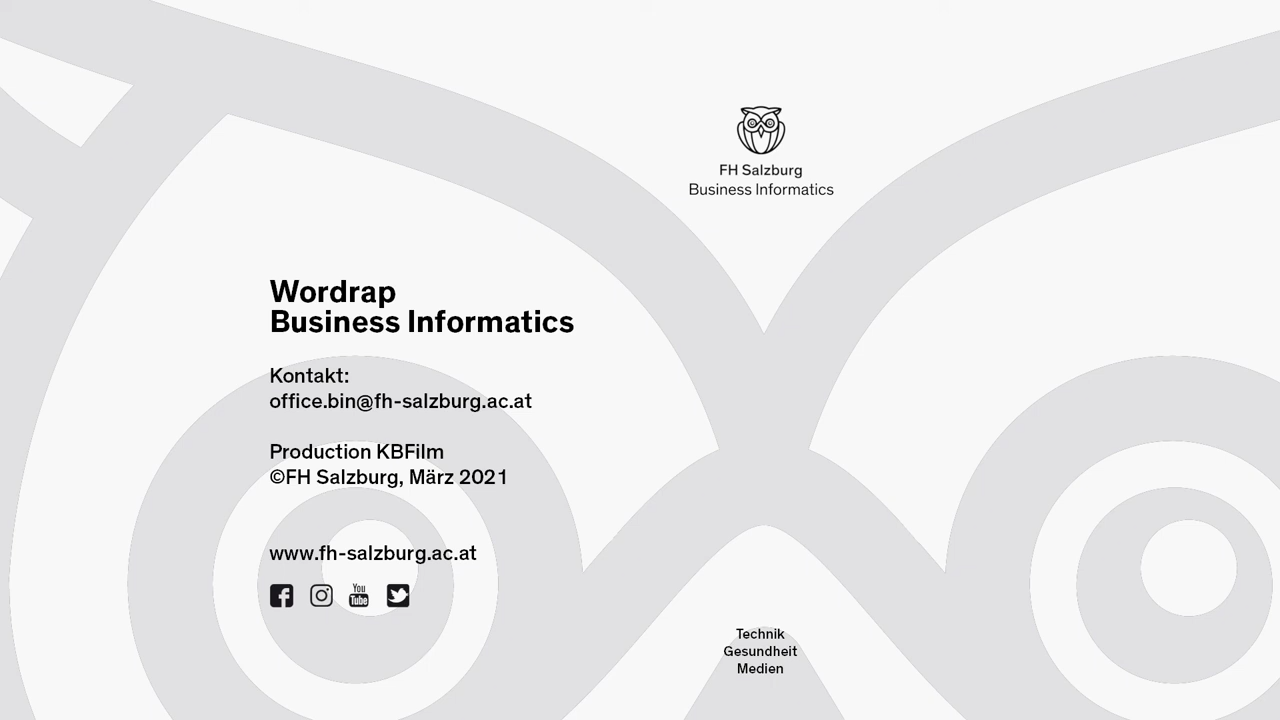 FH Salzburg
Business Informatics
Wordrap
Business Informatics
Kontakt:
office.bin@fh-salzburg.ac.at
Production KBFilm
©FH Salzburg, März 2021
www.fh-salzburg.ac.at
You
Tube
Technik
Gesundheit
Medien